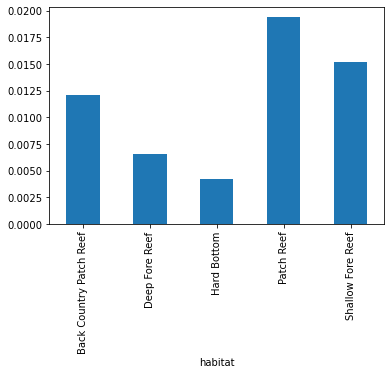 0.0200
0.0175
0.0150
0.0125
0.0100
0.0075
0.0050
0.0025
0.0000
Back Country Patch Reef
Deep Fore Reef
Hard Bottom
Patch Reef
Shallow Fore Reef
habitat